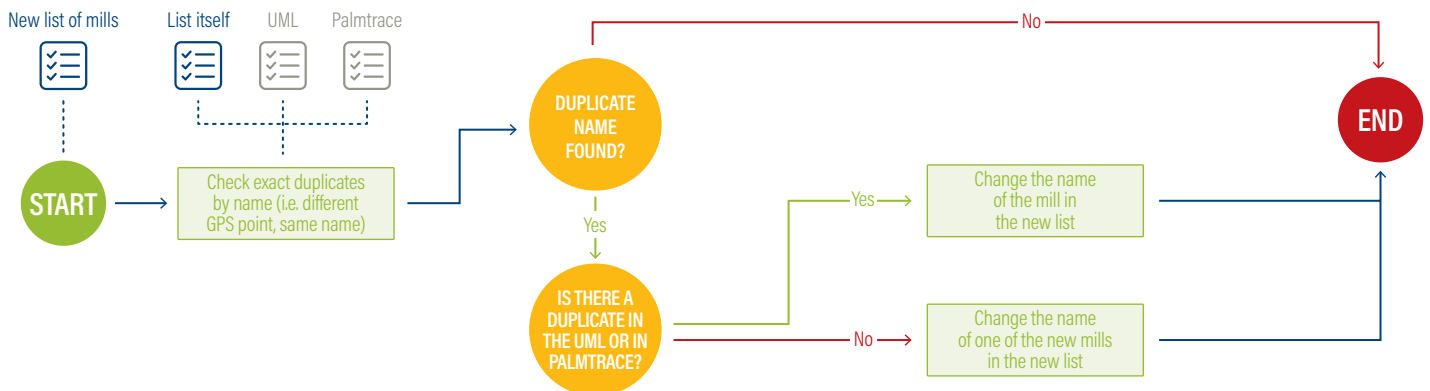 New list of mills
List itself
UML
Palmtrace
START
Check exact duplicates
by name (i.e. different
GPS point, same name)
DUPLICATE
NAME
FOUND?
No
END
Yes
IS THERE A
DUPLICATE IN
THE UML OR IN
PALMTRACE?
Yes
Change the name
of the mill in
the new list
No
Change the name
of one of the new mills
in the new list